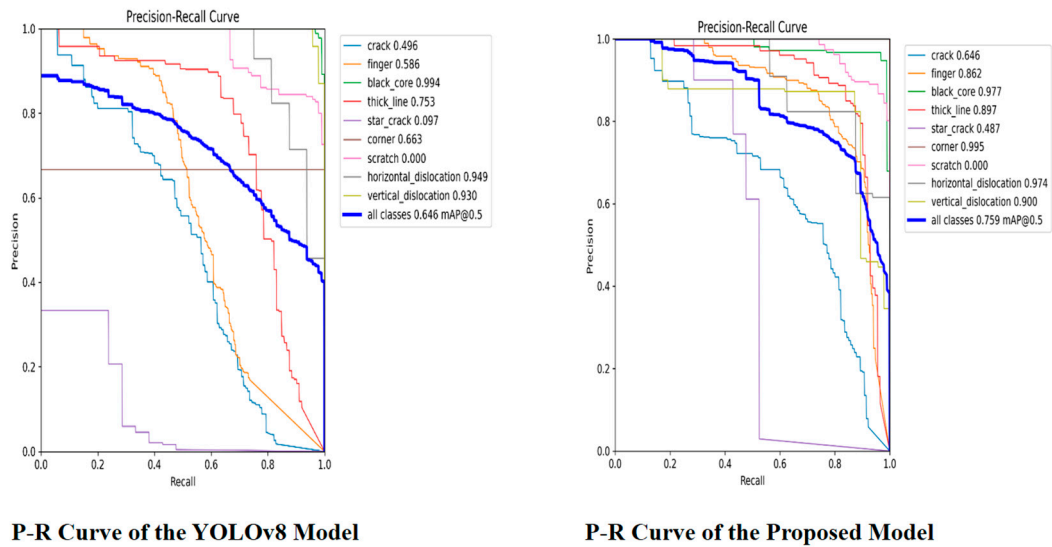 Precision-Recall Curve
1.0
0.8
0.6
0.4
0.2
0.0
0.0
0.2
0.4
0.6
0.8
1.0
Precision
Recall
crack 0.496
finger 0.586
black_core 0.994
thick_line 0.753
star_crack 0.097
corner 0.663
scratch 0.000
horizontal_dislocation 0.949
vertical_dislocation 0.930
all classes 0.646 mAP@0.5
P-R Curve of the YOLOv8 Model
Precision-Recall Curve
1.0
0.8
0.6
0.4
0.2
0.0
0.0
0.2
0.4
0.6
0.8
1.0
Precision
Recall
crack 0.646
finger 0.862
black_core 0.977
thick_line 0.897
star_crack 0.487
corner 0.995
scratch 0.000
horizontal_dislocation 0.974
vertical_dislocation 0.900
all classes 0.759 mAP@0.5
P-R Curve of the Proposed Model